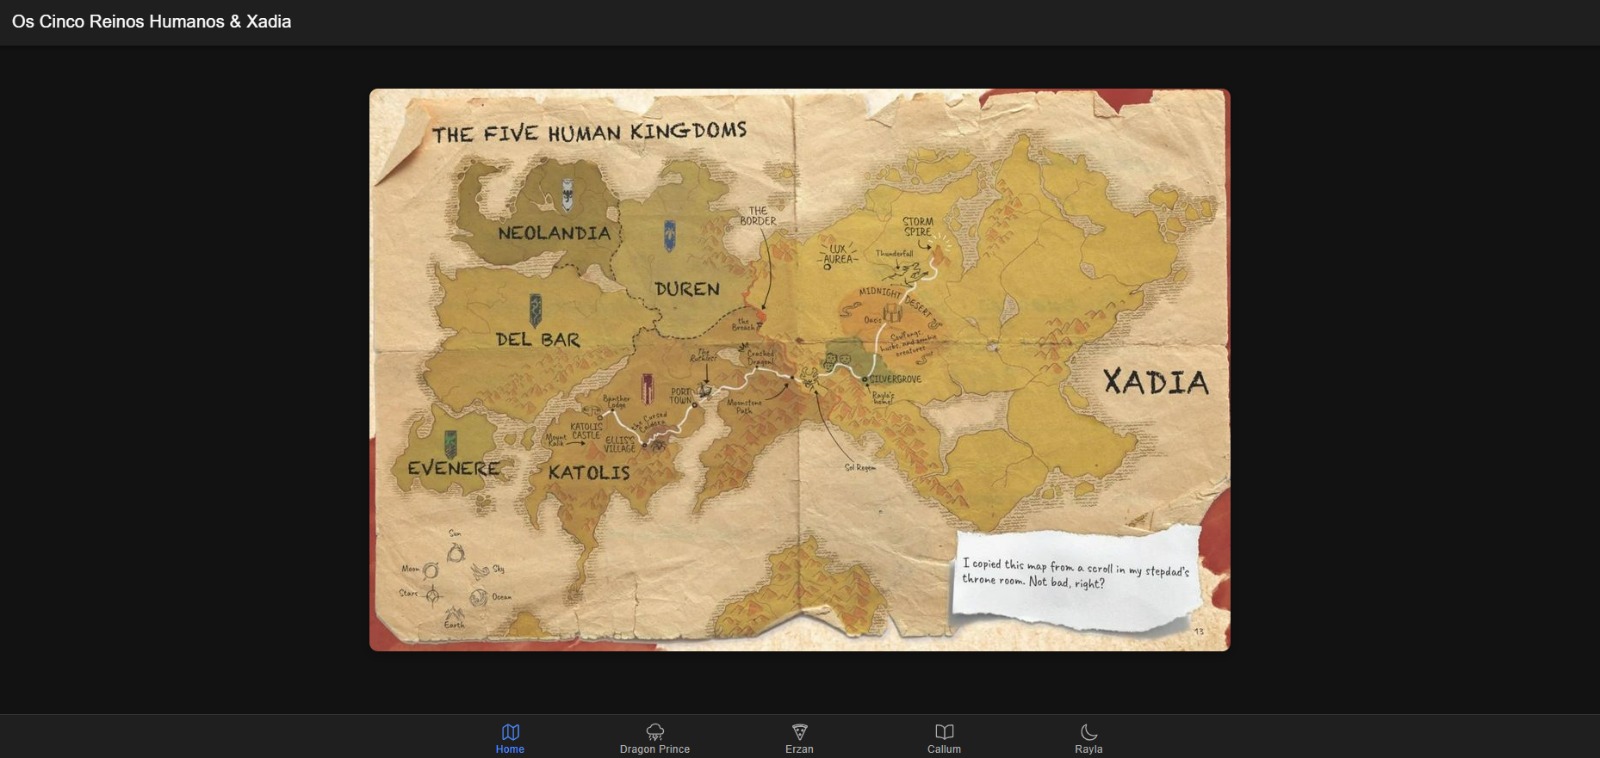 Os Cinco Reinos Humanos & Xadia
THE FIVE HUMAN KINGDOMS
NEOLANDIA
DUREN
THE
BORDER
STORM
SPIRE
LUX
AUREA
Thunderfall
MIDNIGHT DESERT
Oasis
DEL BAR
the
Breach
Cracked
The
Ruthless
SILVERGROVE
Rayla's
home!
XADIA
PORT
TOWN
Moonstone
Path
Banther
Lodge
KATOLIS
CASTLE
The Cursed
Caldera
Mount
Kalik
ELLIS'S
VILLAGE
Sol Regem
EVENERE
KATOLIS
Sun
Moon
Sky
Stars
Ocean
Earth
I copied this map from a scroll in my stepdad's
throne room. Not bad, right?
13
Home
Dragon Prince
Erzan
Callum
Rayla